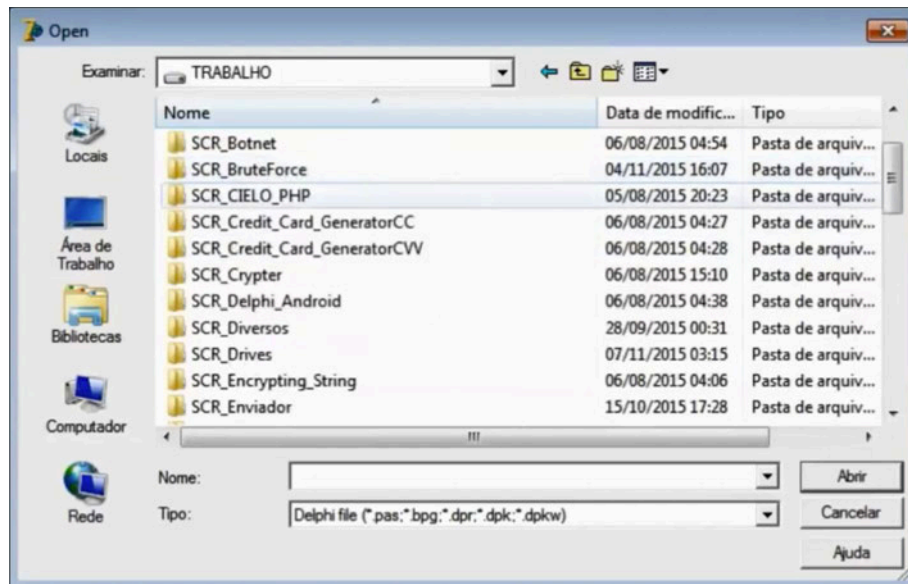 Open
Examinar: TRABALHO
Nome Data de modific... Tipo
SCR_Botnet 06/08/2015 04:54 Pasta de arquiv...
SCR_BruteForce 04/11/2015 16:07 Pasta de arquiv...
SCR_CIELO_PHP 05/08/2015 20:23 Pasta de arquiv...
SCR_Credit_Card_GeneratorCC 06/08/2015 04:27 Pasta de arquiv...
SCR_Credit_Card_GeneratorCVV 06/08/2015 04:28 Pasta de arquiv...
SCR_Crypter 06/08/2015 15:10 Pasta de arquiv...
SCR_Delphi_Android 06/08/2015 04:38 Pasta de arquiv...
SCR_Diversos 28/09/2015 00:31 Pasta de arquiv...
SCR_Drives 07/11/2015 03:15 Pasta de arquiv...
SCR_Encrypting_String 06/08/2015 04:06 Pasta de arquiv...
SCR_Enviador 15/10/2015 17:28 Pasta de arquiv...
Locais
Área de
Trabalho
Bibliotecas
Computador
Rede
Nome: Abrir
Tipo: Delphi file (*.pas;*.bpg;*.dpr;*.dpk;*.dpkw) Cancelar
Ajuda